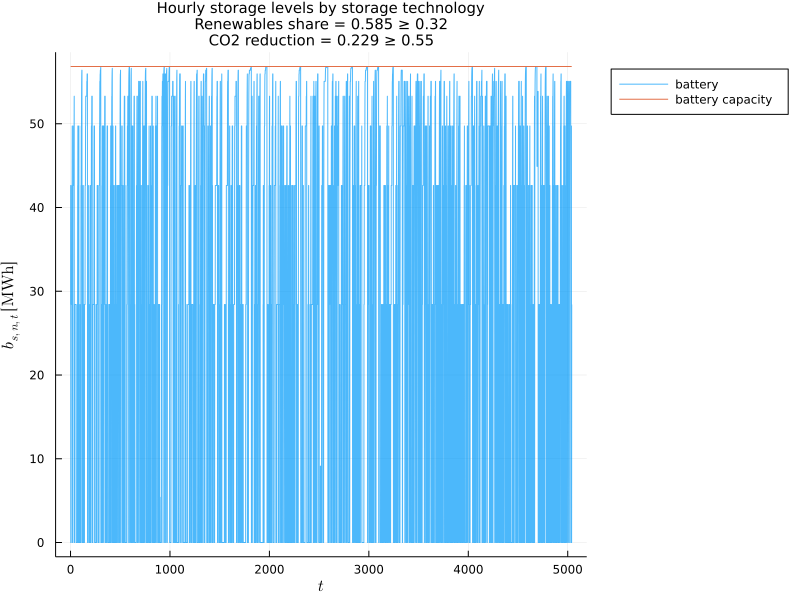 Hourly storage levels by storage technology
Renewables share = 0.585 ≥ 0.32
CO2 reduction = 0.229 ≥ 0.55
battery
battery capacity
50
40
30
20
10
0
b_{s, n, t} [MWh]
0 1000 2000 3000 4000 5000
t